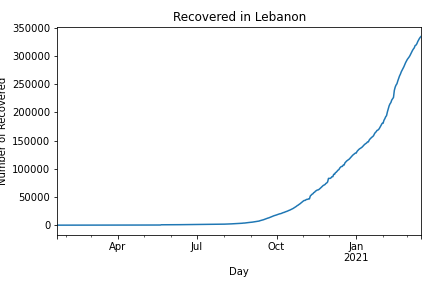 Recovered in Lebanon
350000
300000
250000
200000
150000
100000
50000
0
Number of Recovered
Apr Jul Oct Jan
2021
Day